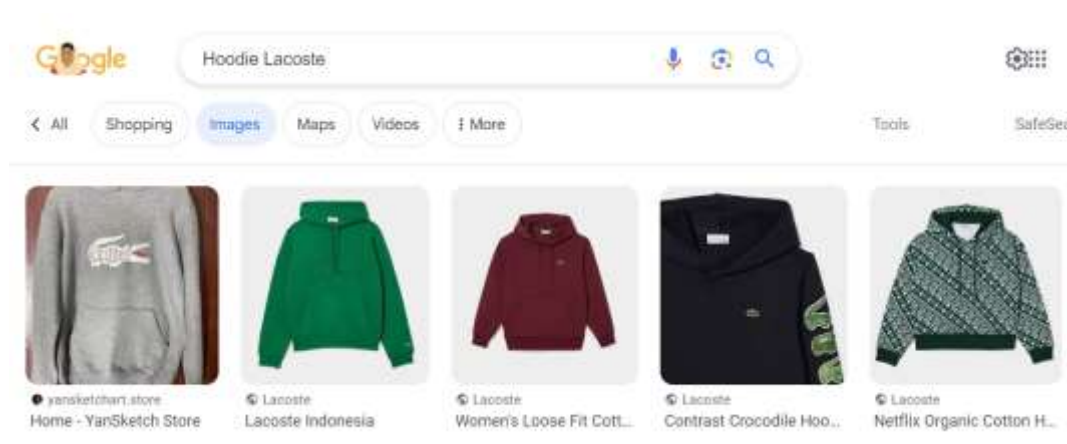 Google
Hoodie Lacoste
All
Shopping
Images
Maps
Videos
More
Tools
SafeSea
yansketchart.store
Home - YanSketch Store
Lacoste
Lacoste Indonesia
Lacoste
Women's Loose Fit Cott...
Lacoste
Contrast Crocodile Hoo...
Lacoste
Netflix Organic Cotton H...